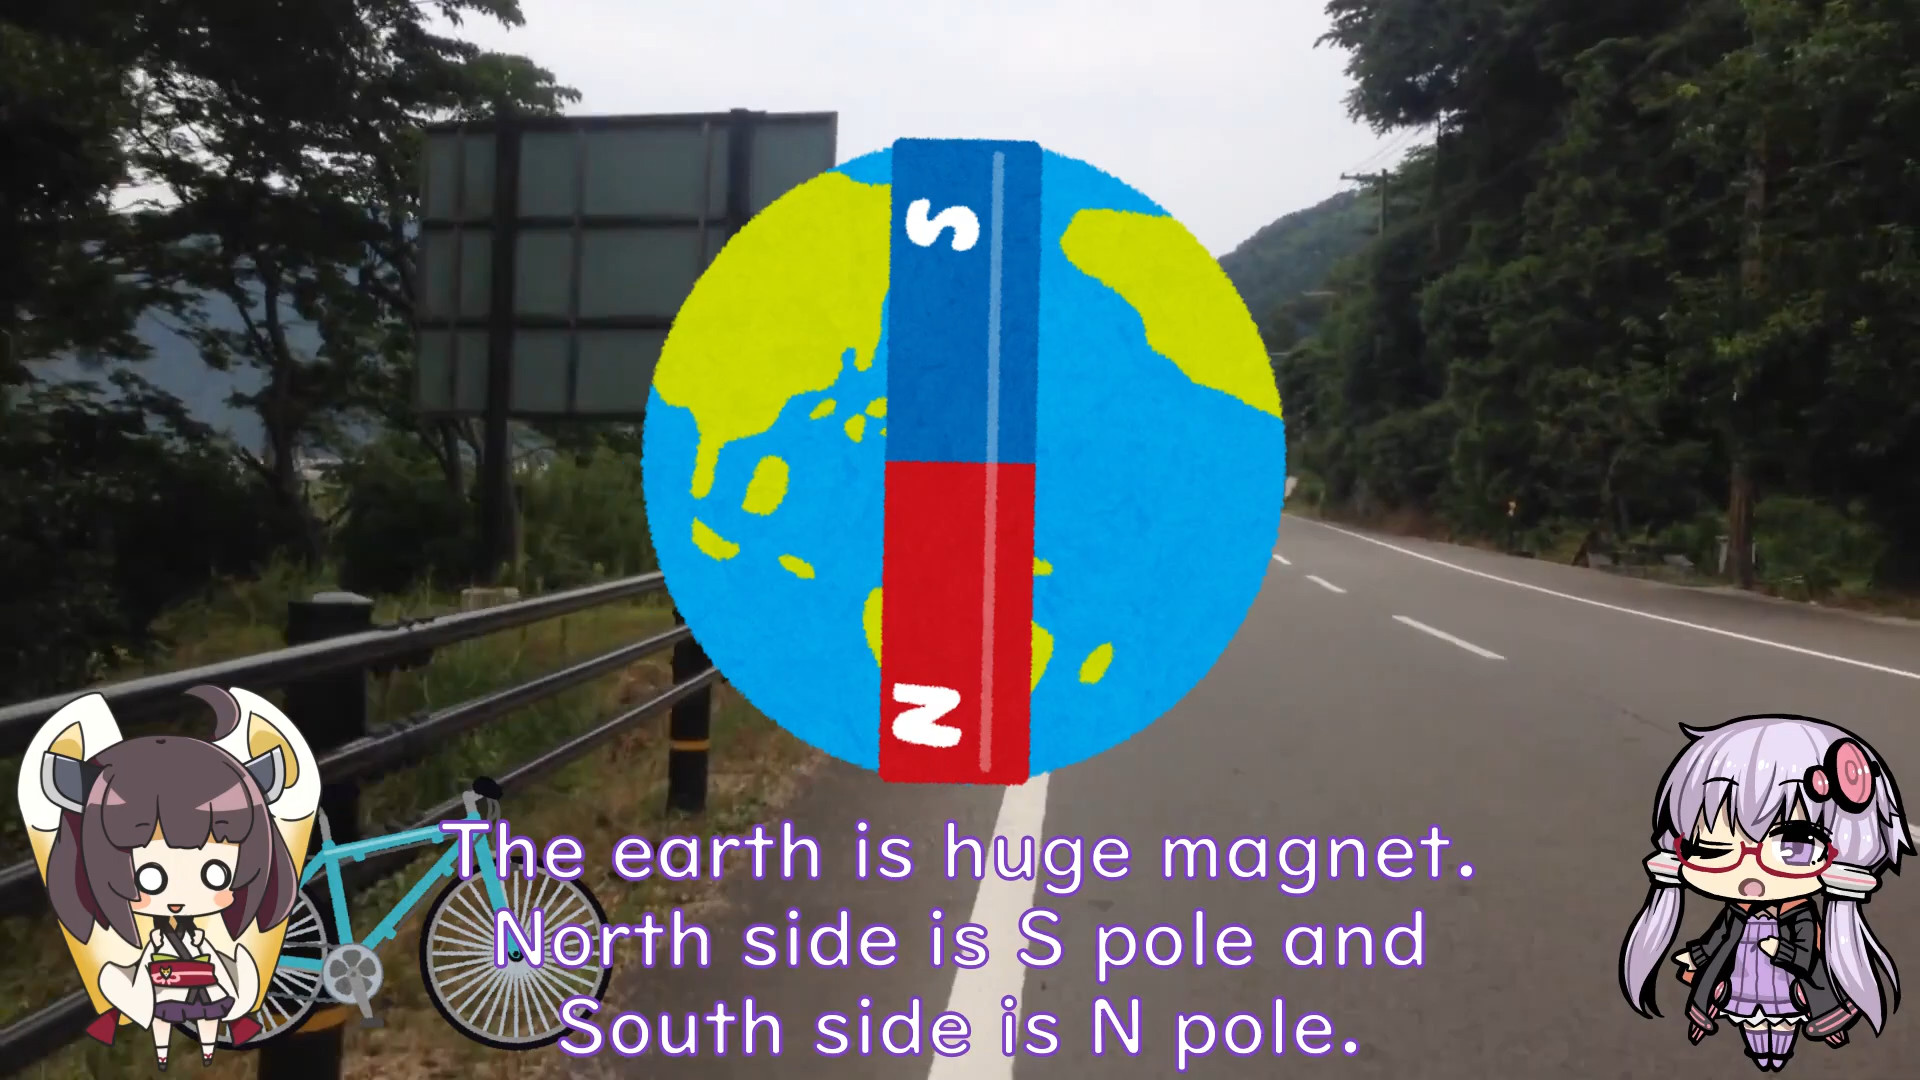 S
N
The earth is huge magnet.
North side is S pole and
South side is N pole.